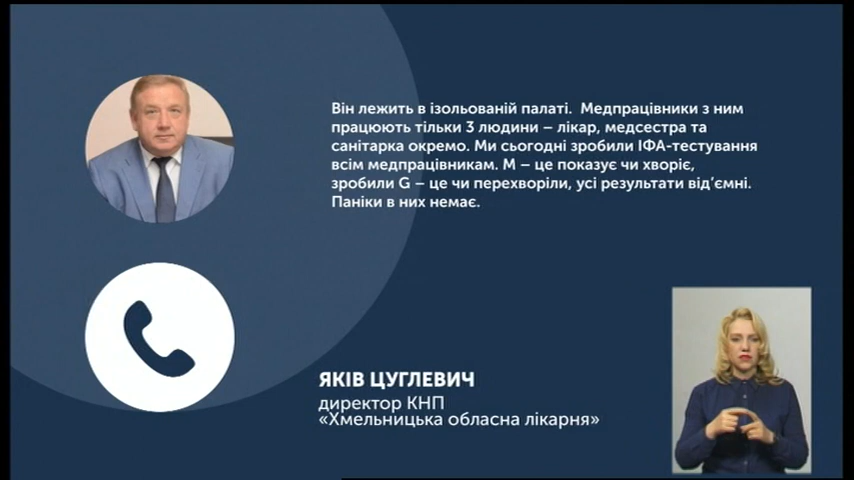 Він лежить в ізольованій палаті. Медпрацівники з ним
працюють тільки 3 людини – лікар, медсестра та
санітарка окремо. Ми сьогодні зробили ІФА-тестування
всім медпрацівникам. М – це показує чи хворіє,
зробили G – це чи перехворіли, усі результати від’ємні.
Паніки в них немає.
ЯКІВ ЦУГЛЕВИЧ
директор КНП
«Хмельницька обласна лікарня»